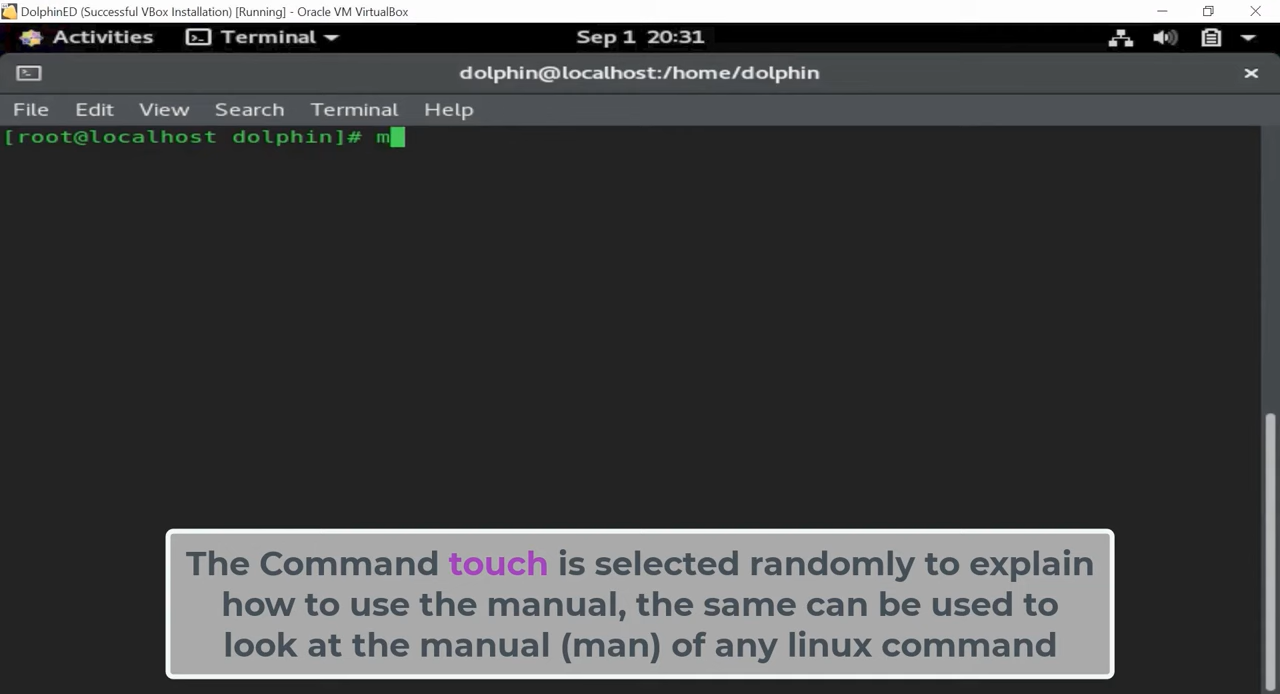 DolphinED (Successful VBox Installation) [Running] - Oracle VM VirtualBox
Activities Terminal Sep 1 20:31
dolphin@localhost:/home/dolphin
File Edit View Search Terminal Help
[root@localhost dolphin]# m
The Command touch is selected randomly to explain
how to use the manual, the same can be used to
look at the manual (man) of any linux command